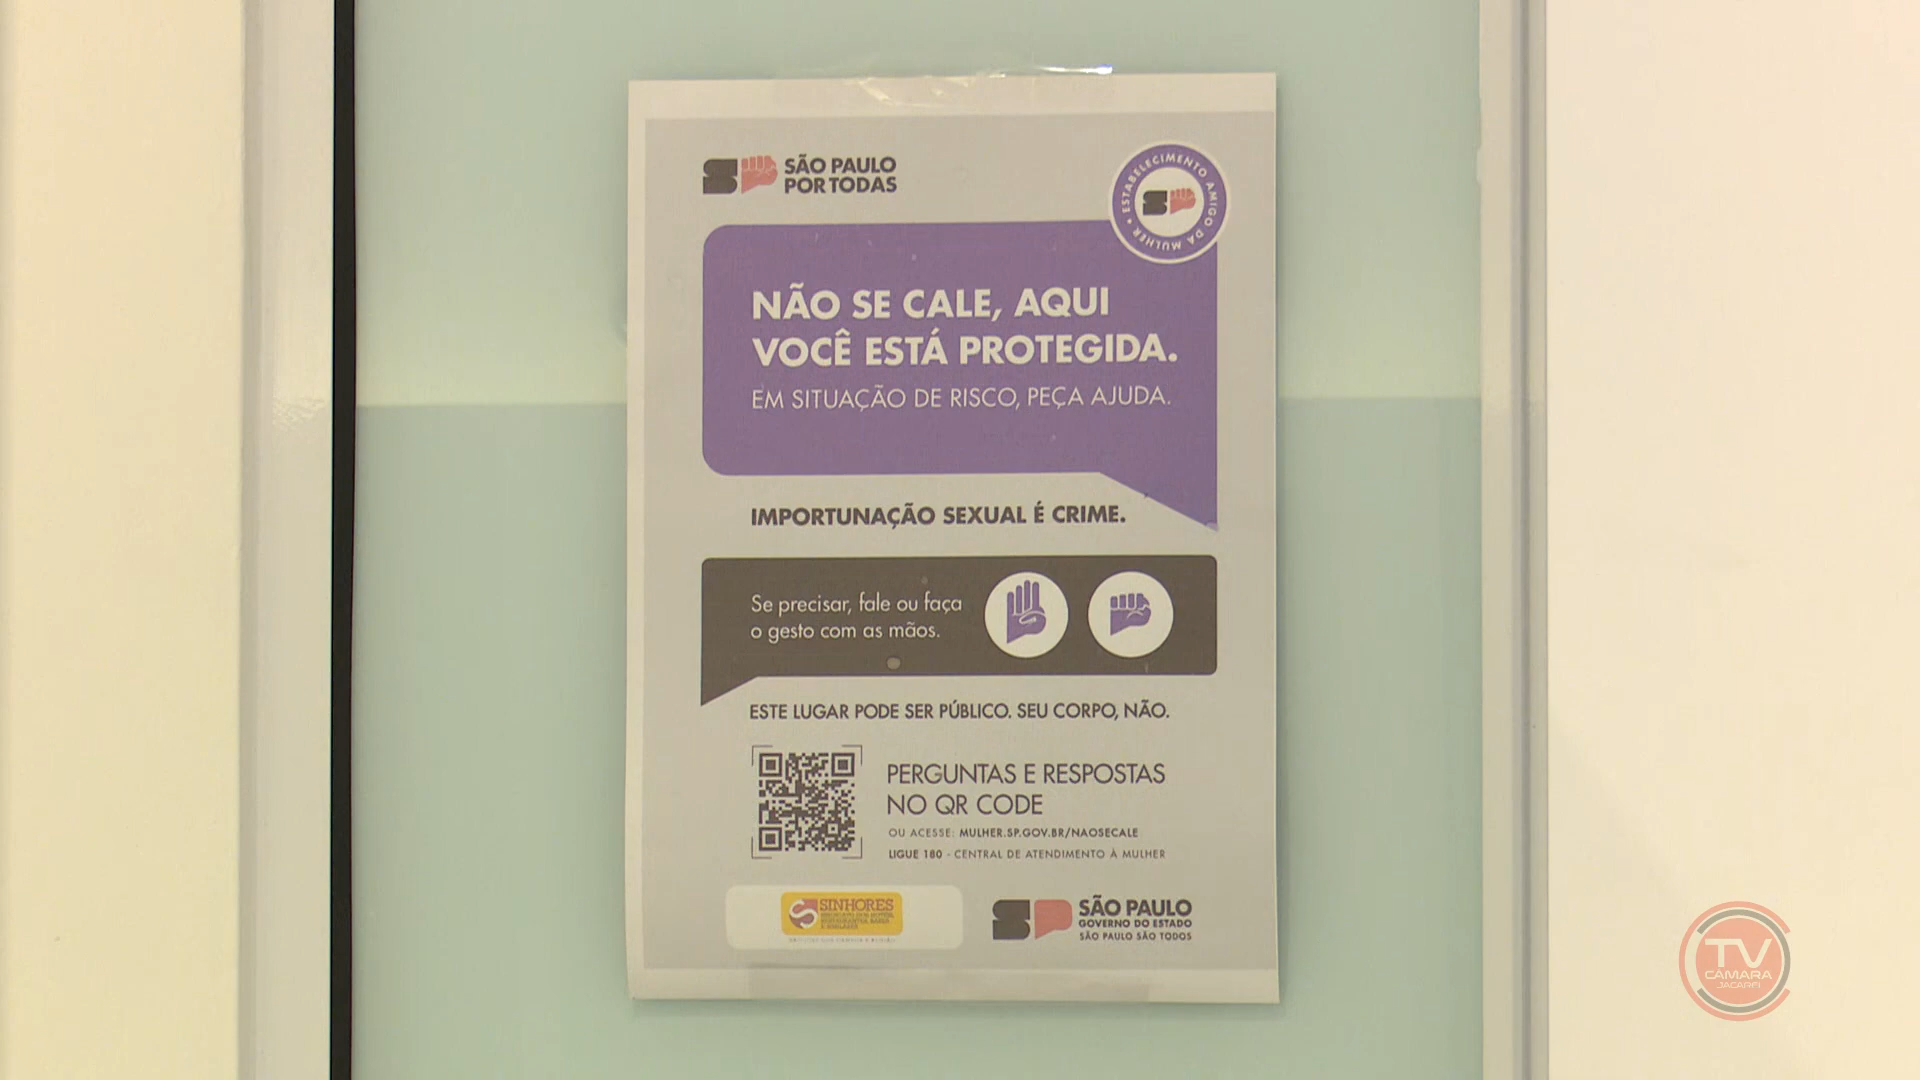 SÃO PAULO
POR TODAS
• ESTABELECIMENTO AMIGO DA MULHER
NÃO SE CALE, AQUI
VOCÊ ESTÁ PROTEGIDA.
EM SITUAÇÃO DE RISCO, PEÇA AJUDA.
IMPORTUNAÇÃO SEXUAL É CRIME.
Se precisar, fale ou faça
o gesto com as mãos.
ESTE LUGAR PODE SER PÚBLICO. SEU CORPO, NÃO.
PERGUNTAS E RESPOSTAS
NO QR CODE
OU ACESSE: MULHER.SP.GOV.BR/NAOSECALE
LIGUE 180 - CENTRAL DE ATENDIMENTO À MULHER
SINHORES
SÃO PAULO
GOVERNO DO ESTADO
SÃO PAULO SÃO TODOS
TV
CÂMARA
JACAREÍ